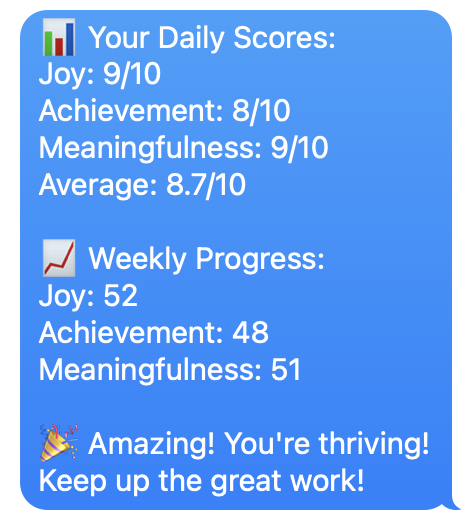 📊 Your Daily Scores:
Joy: 9/10
Achievement: 8/10
Meaningfulness: 9/10
Average: 8.7/10
📈 Weekly Progress:
Joy: 52
Achievement: 48
Meaningfulness: 51
🎉 Amazing! You're thriving!
Keep up the great work!